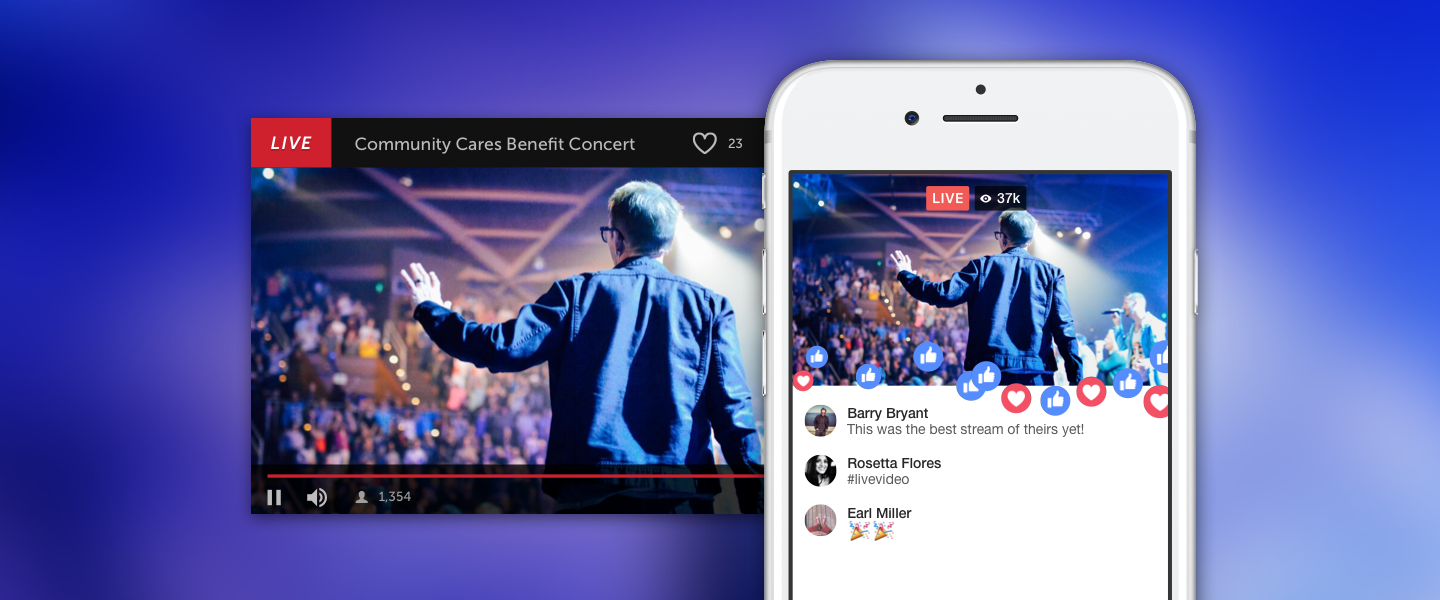 LIVE
Community Cares Benefit Concert
23
1,354
LIVE
37k
Barry Bryant
This was the best stream of theirs yet!
Rosetta Flores
#livevideo
Earl Miller
🎉🎉